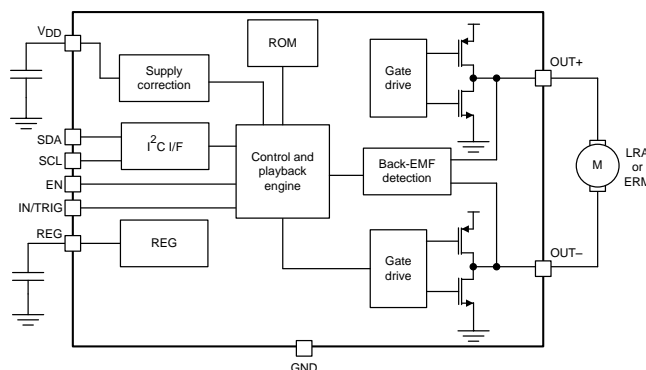 VDD
ROM
OUT+
Supply
correction
Gate
drive
SDA
I2C I/F
SCL
Control and
playback
engine
Back-EMF
detection
M
LRA
or
ERM
EN
IN/TRIG
REG
REG
Gate
drive
OUT–
GND